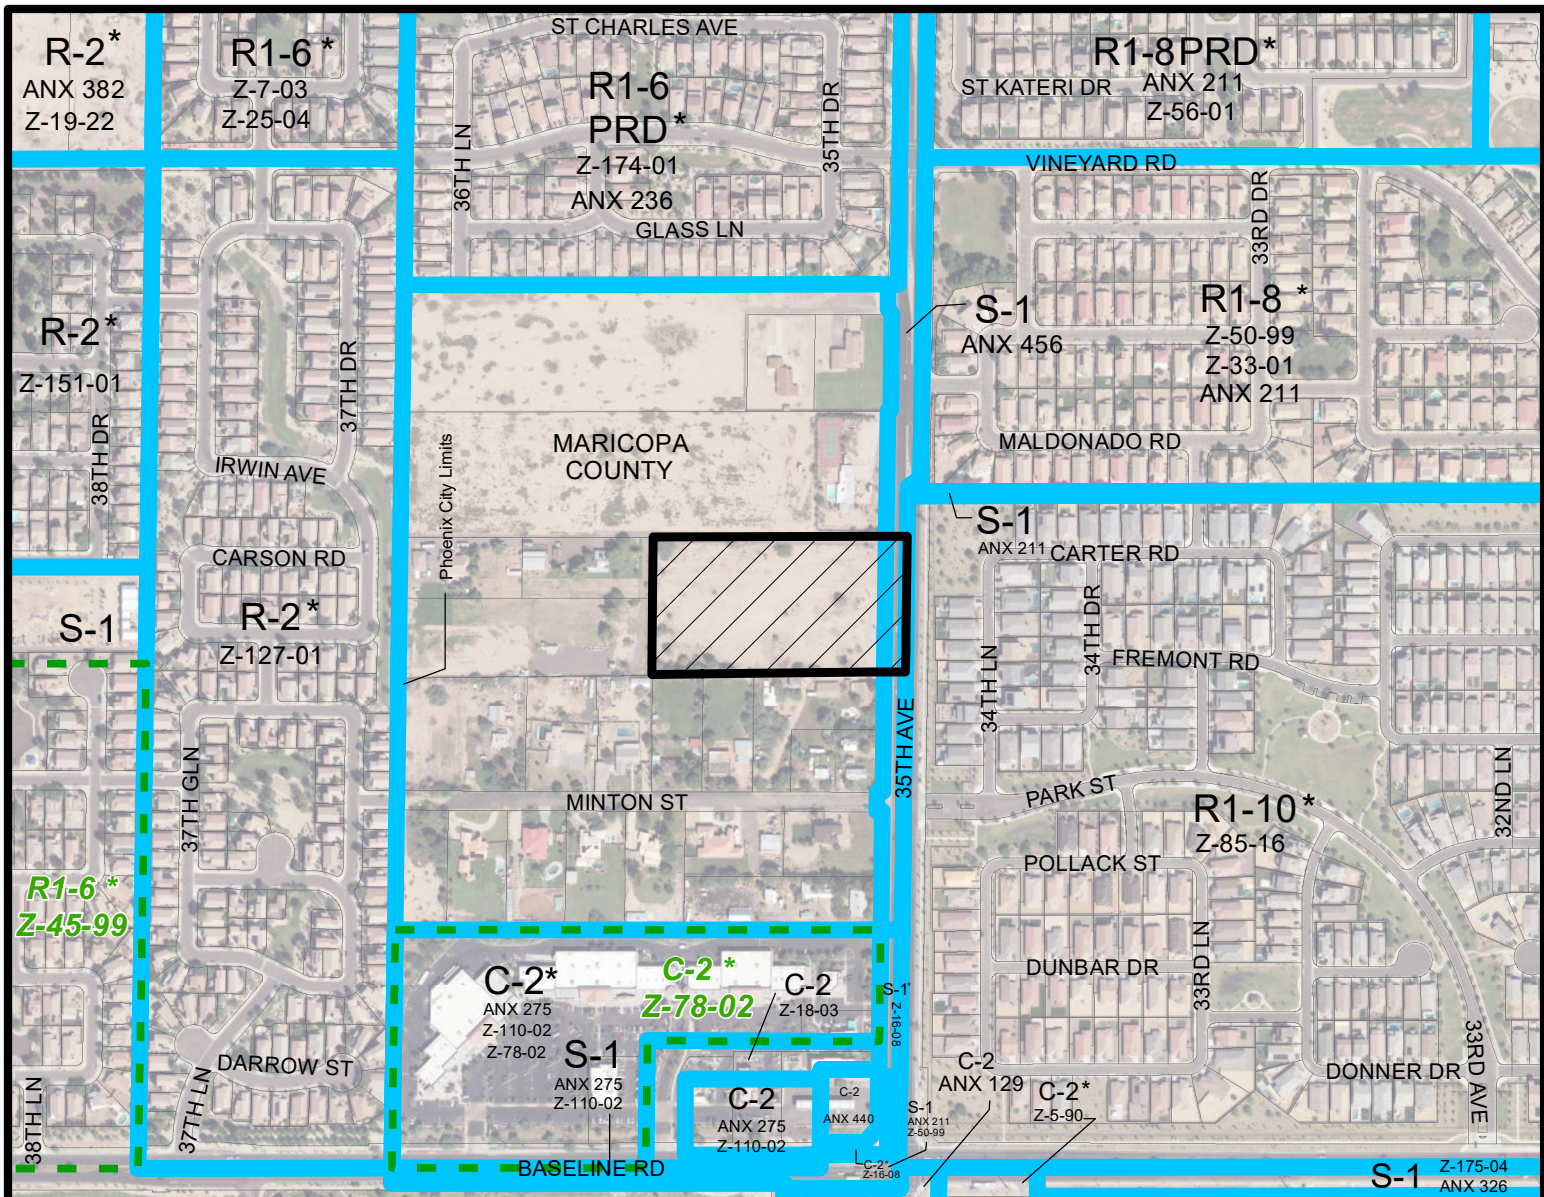 R-2*
ANX 382
Z-19-22
R1-6 *
Z-7-03
Z-25-04
ST CHARLES AVE
R1-6
PRD *
Z-174-01
ANX 236
36TH LN
35TH DR
GLASS LN
R1-8PRD *
ANX 211
Z-56-01
ST KATERI DR
VINEYARD RD
33RD DR
R-2*
Z-151-01
38TH DR
37TH DR
IRWIN AVE
S-1
ANX 456
R1-8 *
Z-50-99
Z-33-01
ANX 211
MALDONADO RD
MARICOPA
COUNTY
Phoenix City Limits
S-1
ANX 211
CARTER RD
CARSON RD
R-2*
Z-127-01
S-1
34TH LN
34TH DR
FREMONT RD
35TH AVE
37TH GLN
MINTON ST
PARK ST
R1-10 *
Z-85-16
32ND LN
POLLACK ST
R1-6 *
Z-45-99
DUNBAR DR
33RD LN
C-2*
ANX 275
Z-110-02
Z-78-02
C-2 *
Z-78-02
C-2
Z-18-03
S-1*
Z-16-08
S-1
ANX 275
Z-110-02
C-2
ANX 275
Z-110-02
C-2
ANX 440
S-1
ANX 211
Z-50-99
C-2*
Z-16-08
C-2
ANX 129
C-2*
Z-5-90
DONNER DR
33RD AVE
DARROW ST
37TH LN
38TH LN
BASELINE RD
S-1
Z-175-04
ANX 326